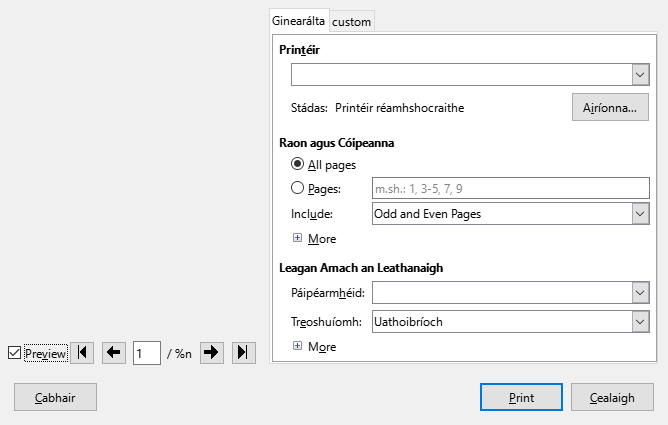 Ginearálta custom
Printéir
Stádas: Printéir réamhshocraithe Airíonna...
Raon agus Cóipeanna
All pages
Pages: m.sh.: 1, 3-5, 7, 9
Include: Odd and Even Pages
More
Leagan Amach an Leathanaigh
Páipéarmhéid:
Treoshuíomh: Uathoibríoch
More
Preview 1 / %n
Cabhair Print Cealaigh